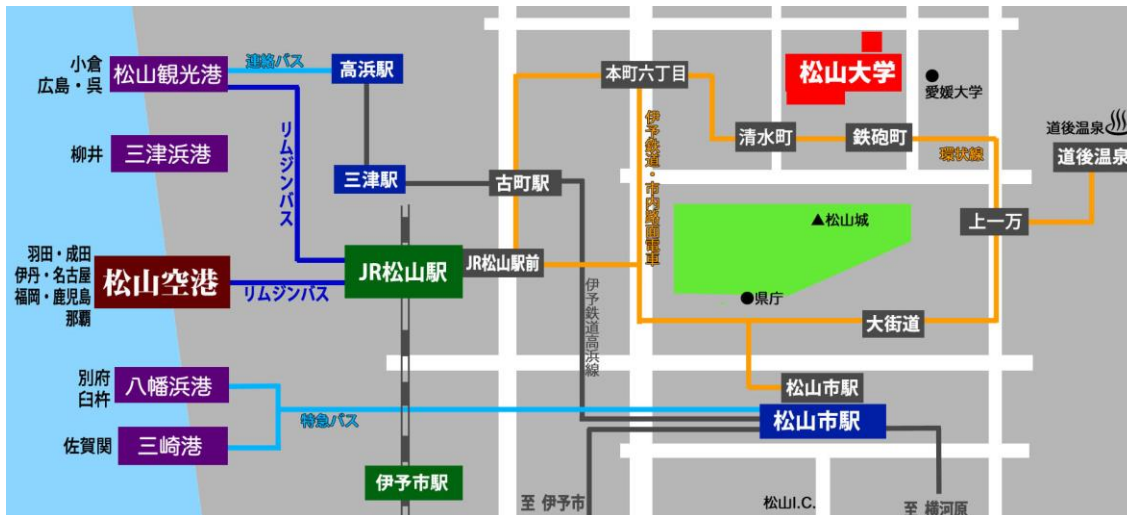 小倉
広島・呉
松山観光港
連絡バス
高浜駅
本町六丁目
松山大学
愛媛大学
柳井
三津浜港
リムジンバス
三津駅
古町駅
伊予鉄道・市内路面電車
清水町
鉄砲町
環状線
道後温泉
道後温泉
松山城
上一万
羽田・成田
伊丹・名古屋
福岡・鹿児島
那覇
松山空港
リムジンバス
JR松山駅
JR松山駅前
伊予鉄道高浜線
県庁
大街道
別府
臼杵
八幡浜港
松山市駅
佐賀関
三崎港
特急バス
松山市駅
伊予市駅
至 伊予市
松山I.C.
至 横河原